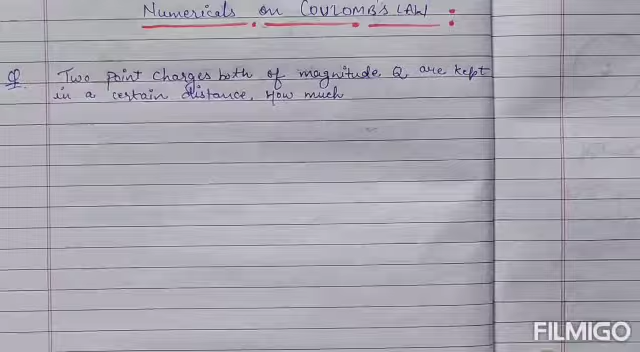 Numericals on COULOMB'S LAW :
Q. Two point charges both of magnitude Q are kept
in a certain distance. How much
FILMIGO